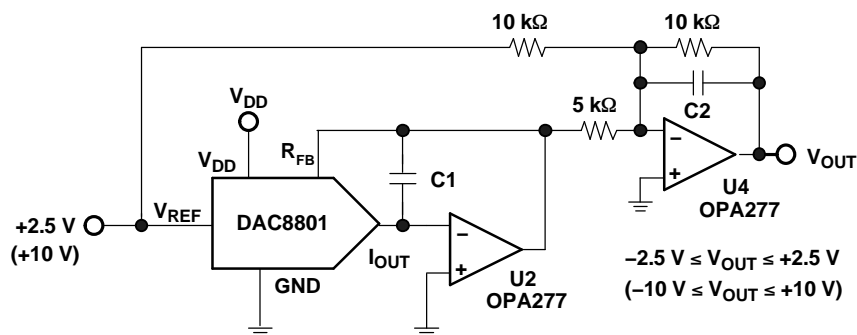 10 kΩ
10 kΩ
C2
5 kΩ
VDD
VDD
RFB
C1
VOUT
U4
OPA277
+2.5 V
(+10 V)
VREF
DAC8801
IOUT
GND
U2
OPA277
−
+
−
+
−2.5 V ≤ VOUT ≤ +2.5 V
(−10 V ≤ VOUT ≤ +10 V)